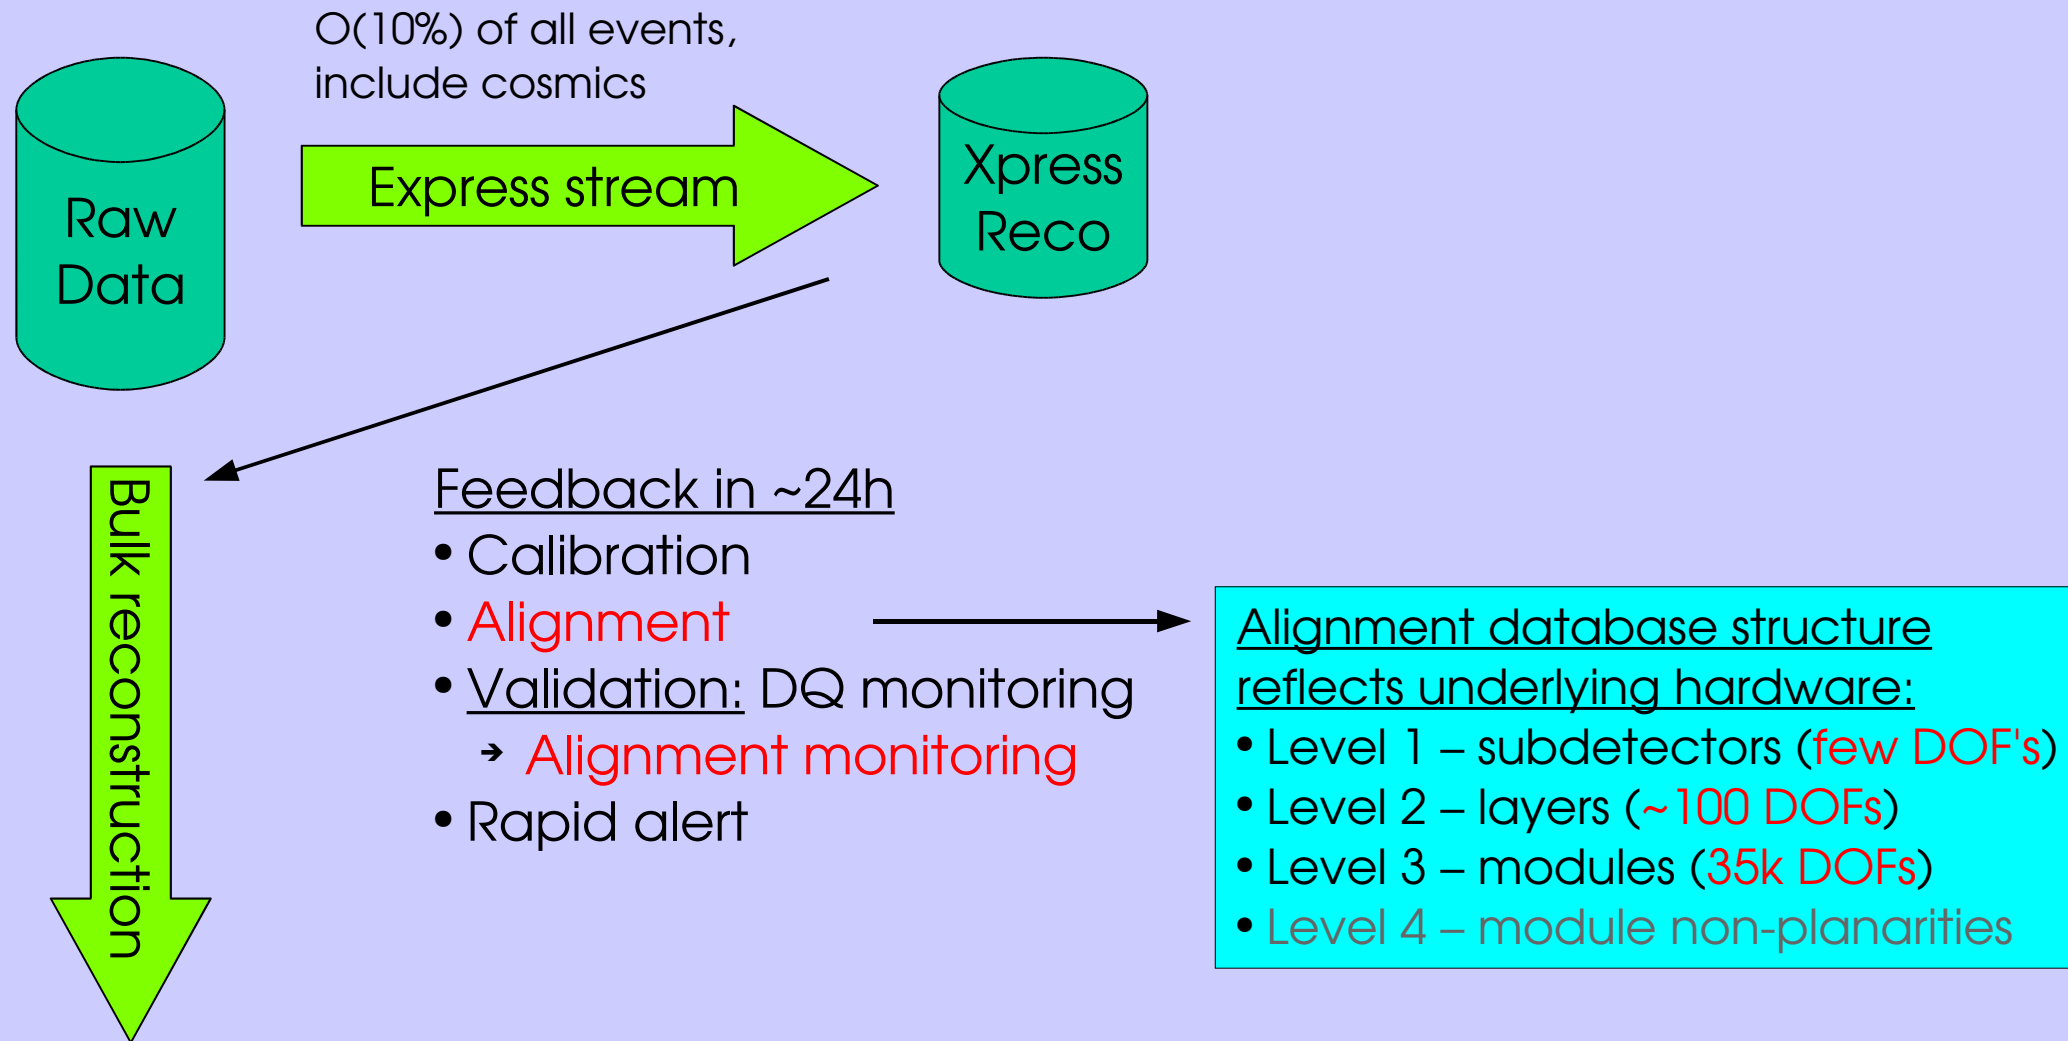 O(10%) of all events,
include cosmics
Raw
Data
Express stream
Xpress
Reco
Bulk reconstruction
Feedback in ~24h
• Calibration
• Alignment
• Validation: DQ monitoring
➔ Alignment monitoring
• Rapid alert
Alignment database structure
reflects underlying hardware:
• Level 1 – subdetectors (few DOF's)
• Level 2 – layers (~100 DOFs)
• Level 3 – modules (35k DOFs)
• Level 4 – module non-planarities